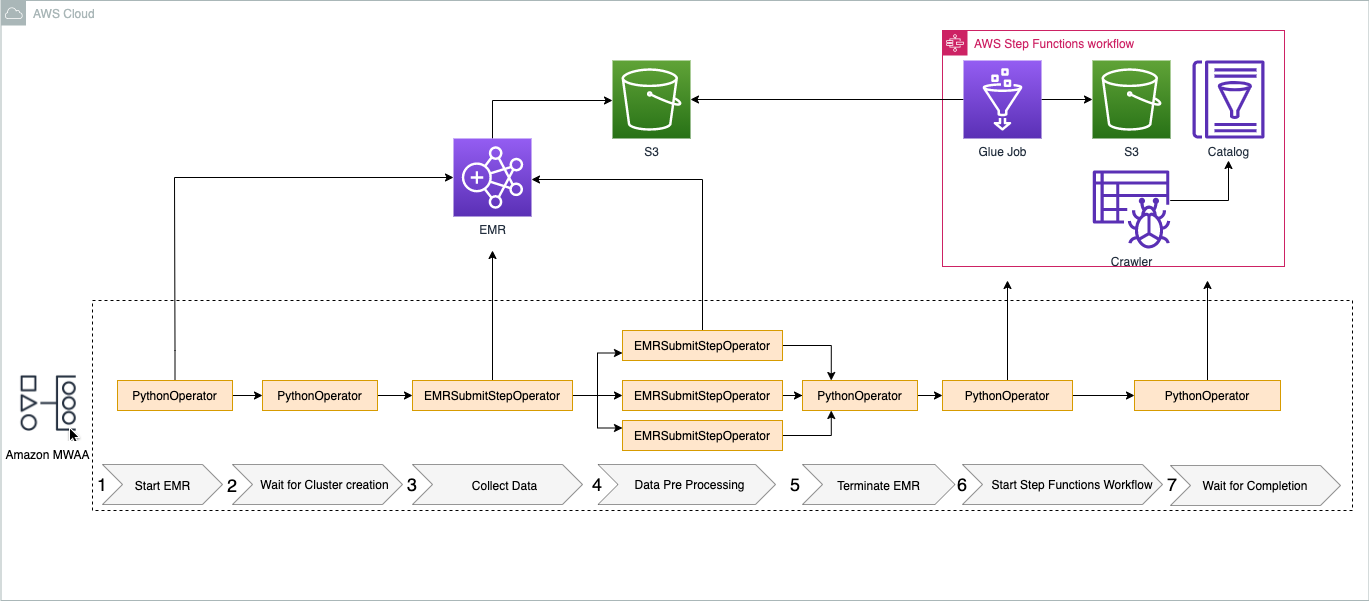 AWS Cloud
AWS Step Functions workflow
S3
Glue Job
S3
Catalog
EMR
Crawler
EMRSubmitStepOperator
PythonOperator
PythonOperator
EMRSubmitStepOperator
EMRSubmitStepOperator
PythonOperator
PythonOperator
PythonOperator
EMRSubmitStepOperator
Amazon MWAA
1 Start EMR
2 Wait for Cluster creation
3 Collect Data
4 Data Pre Processing
5 Terminate EMR
6 Start Step Functions Workflow
7 Wait for Completion